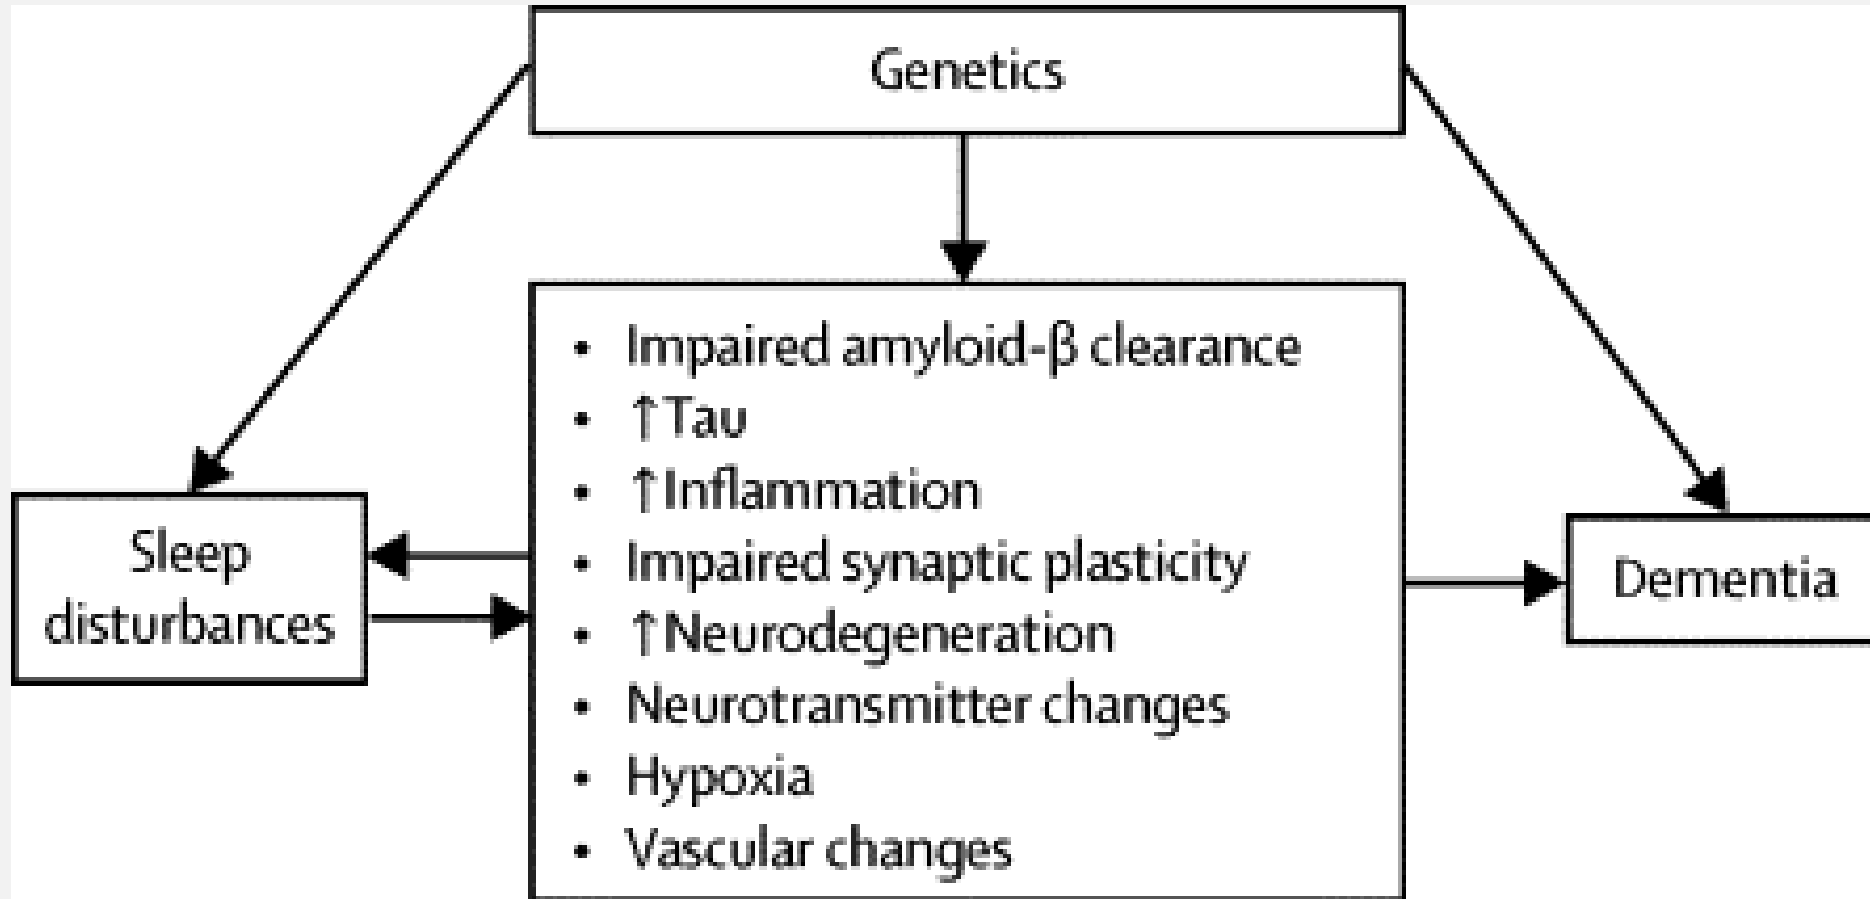 Genetics
• Impaired amyloid-β clearance
• ↑Tau
• ↑Inflammation
• Impaired synaptic plasticity
• ↑Neurodegeneration
• Neurotransmitter changes
• Hypoxia
• Vascular changes
Sleep
disturbances
Dementia